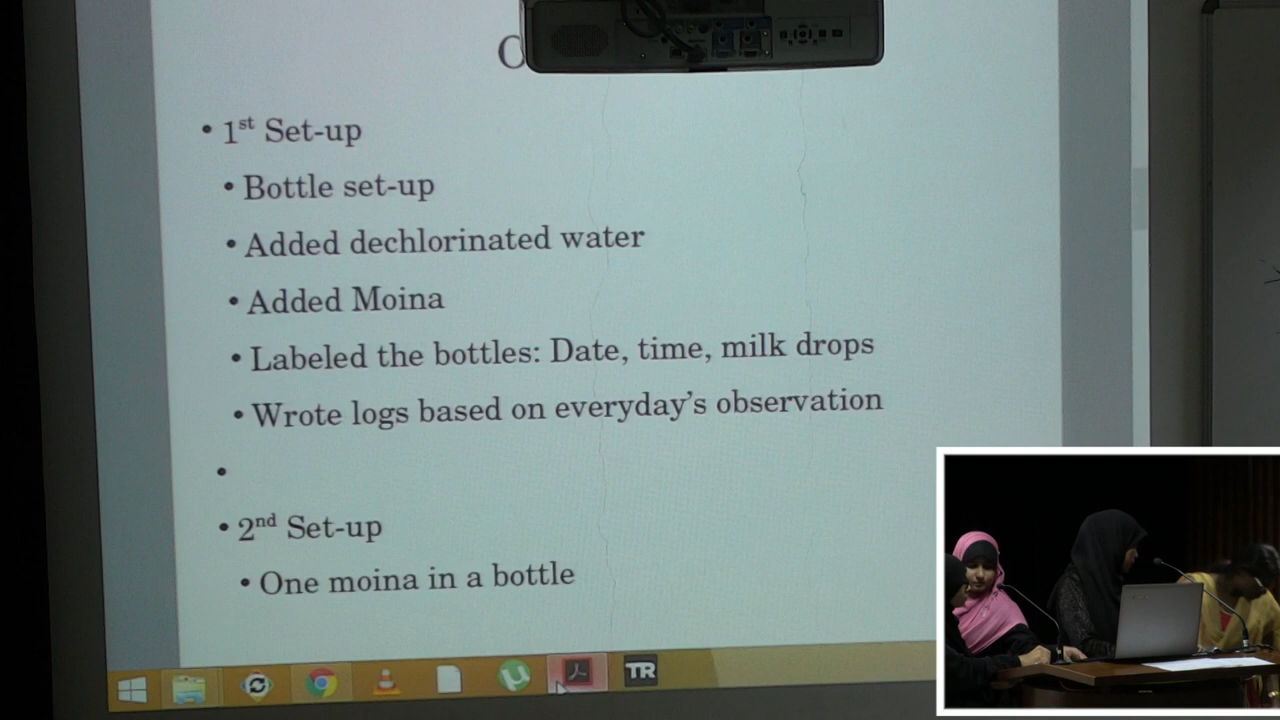 • 1st Set-up
• Bottle set-up
• Added dechlorinated water
• Added Moina
• Labeled the bottles: Date, time, milk drops
• Wrote logs based on everyday's observation
•
• 2nd Set-up
• One moina in a bottle
TR